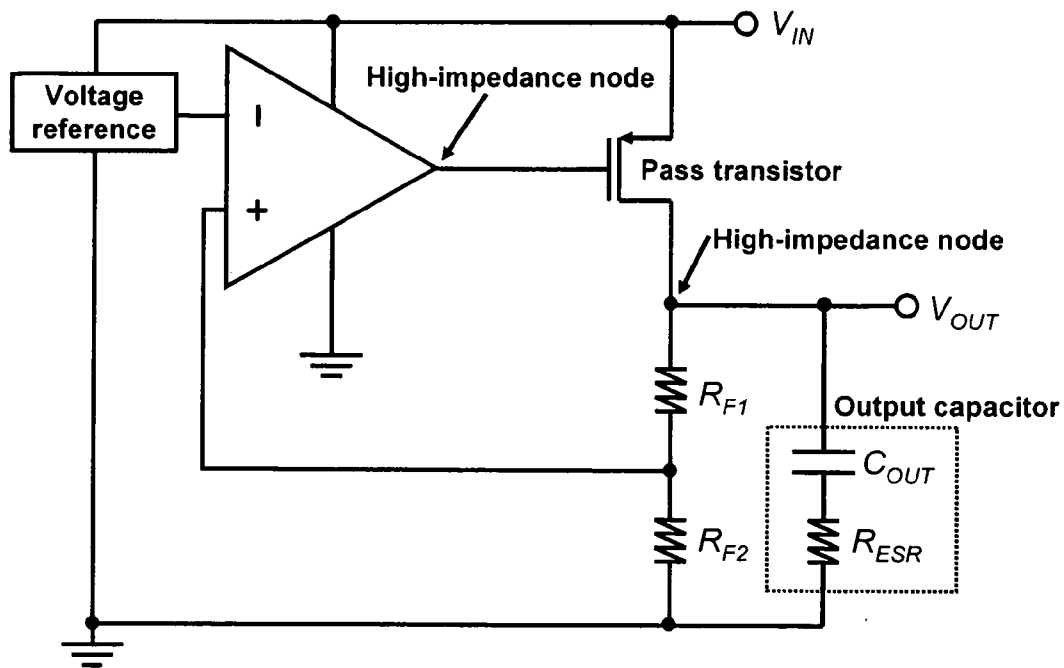 V_IN
High-impedance node
Voltage
reference
−
+
Pass transistor
High-impedance node
V_OUT
R_F1
Output capacitor
C_OUT
R_F2
R_ESR